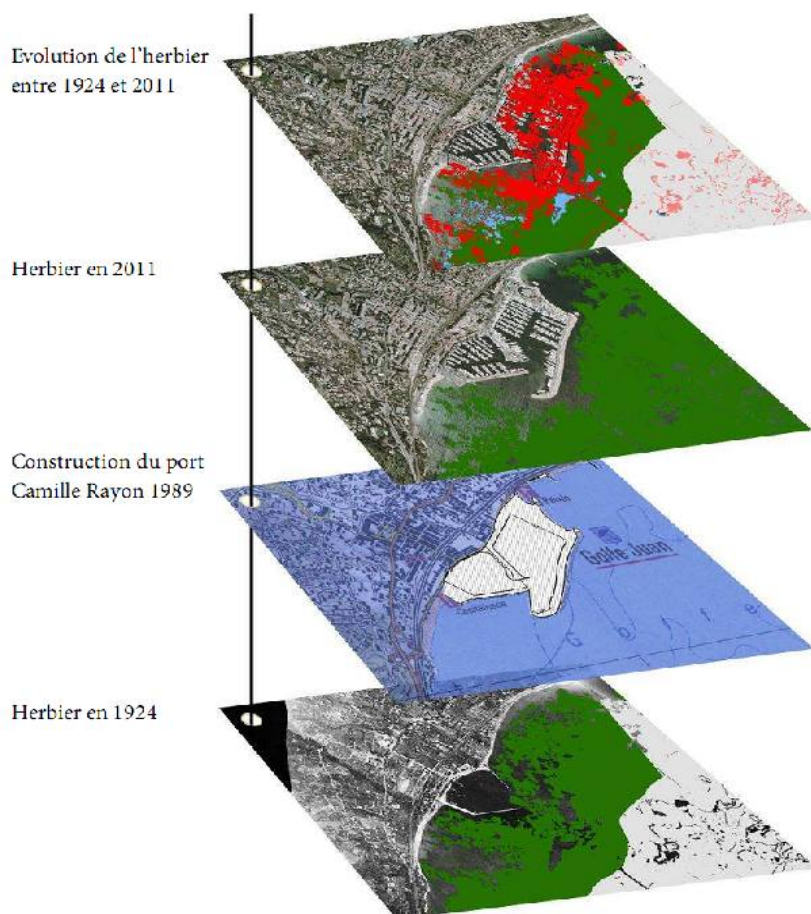 Evolution de l'herbier
entre 1924 et 2011
Herbier en 2011
Construction du port
Camille Rayon 1989
Golfe Juan
G o l f e
Herbier en 1924